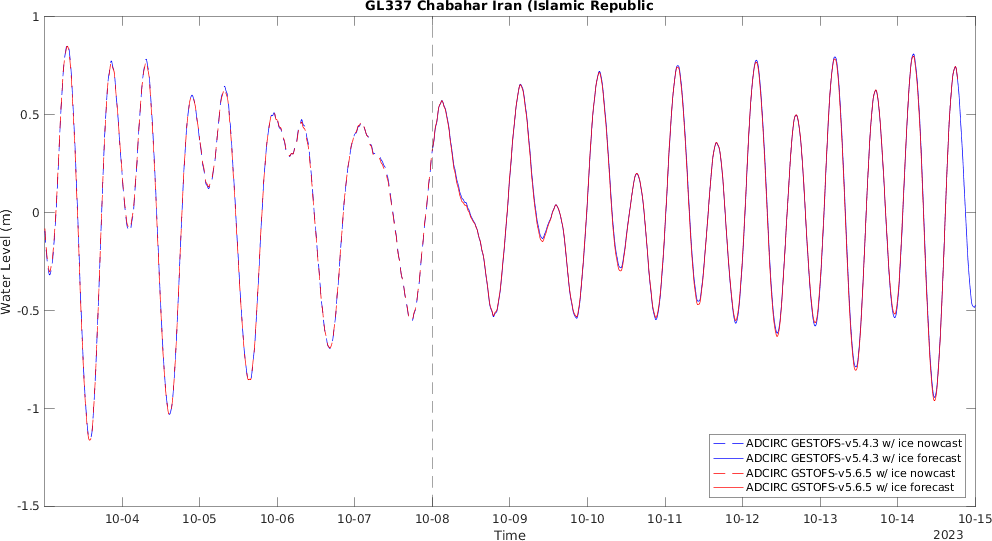 GL337 Chabahar Iran (Islamic Republic
1
0.5
0
-0.5
-1
-1.5
Water Level (m)
ADCIRC GESTOFS-v5.4.3 w/ ice nowcast
ADCIRC GESTOFS-v5.4.3 w/ ice forecast
ADCIRC GSTOFS-v5.6.5 w/ ice nowcast
ADCIRC GSTOFS-v5.6.5 w/ ice forecast
10-04 10-05 10-06 10-07 10-08 10-09 10-10 10-11 10-12 10-13 10-14 10-15
Time
2023